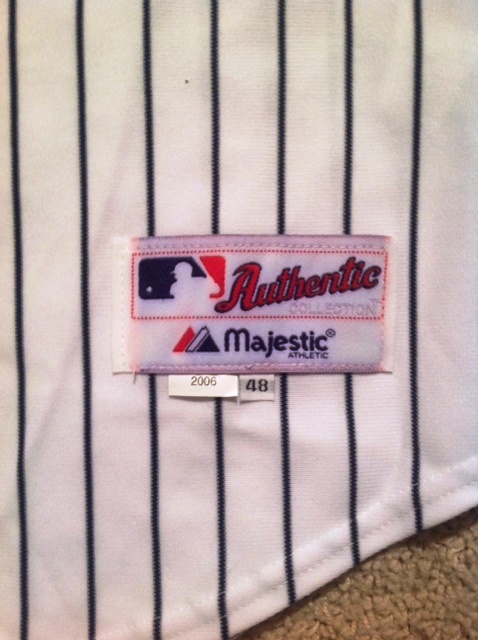 Authentic
COLLECTION
Majestic®
ATHLETIC
2006
48